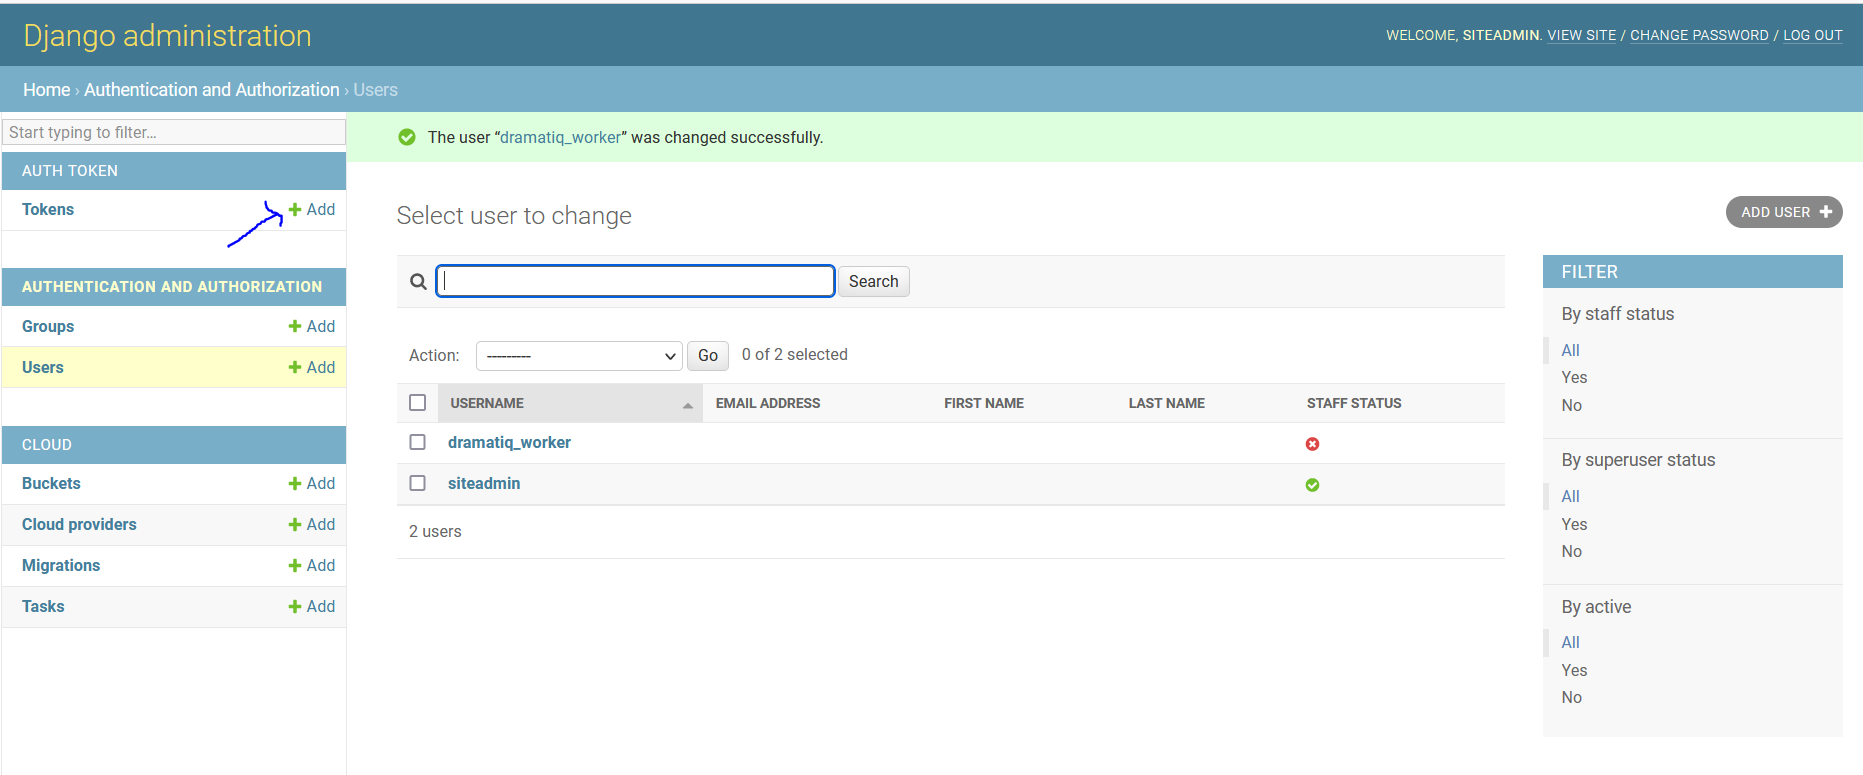 Django administration
WELCOME, SITEADMIN. VIEW SITE / CHANGE PASSWORD / LOG OUT
Home › Authentication and Authorization › Users
Start typing to filter...
AUTH TOKEN
Tokens
Add
AUTHENTICATION AND AUTHORIZATION
Groups
Add
Users
Add
CLOUD
Buckets
Add
Cloud providers
Add
Migrations
Add
Tasks
Add
The user “dramatiq_worker” was changed successfully.
Select user to change
ADD USER
Search
Action: --------- Go 0 of 2 selected
USERNAME EMAIL ADDRESS FIRST NAME LAST NAME STAFF STATUS
dramatiq_worker
siteadmin
2 users
FILTER
By staff status
All
Yes
No
By superuser status
All
Yes
No
By active
All
Yes
No